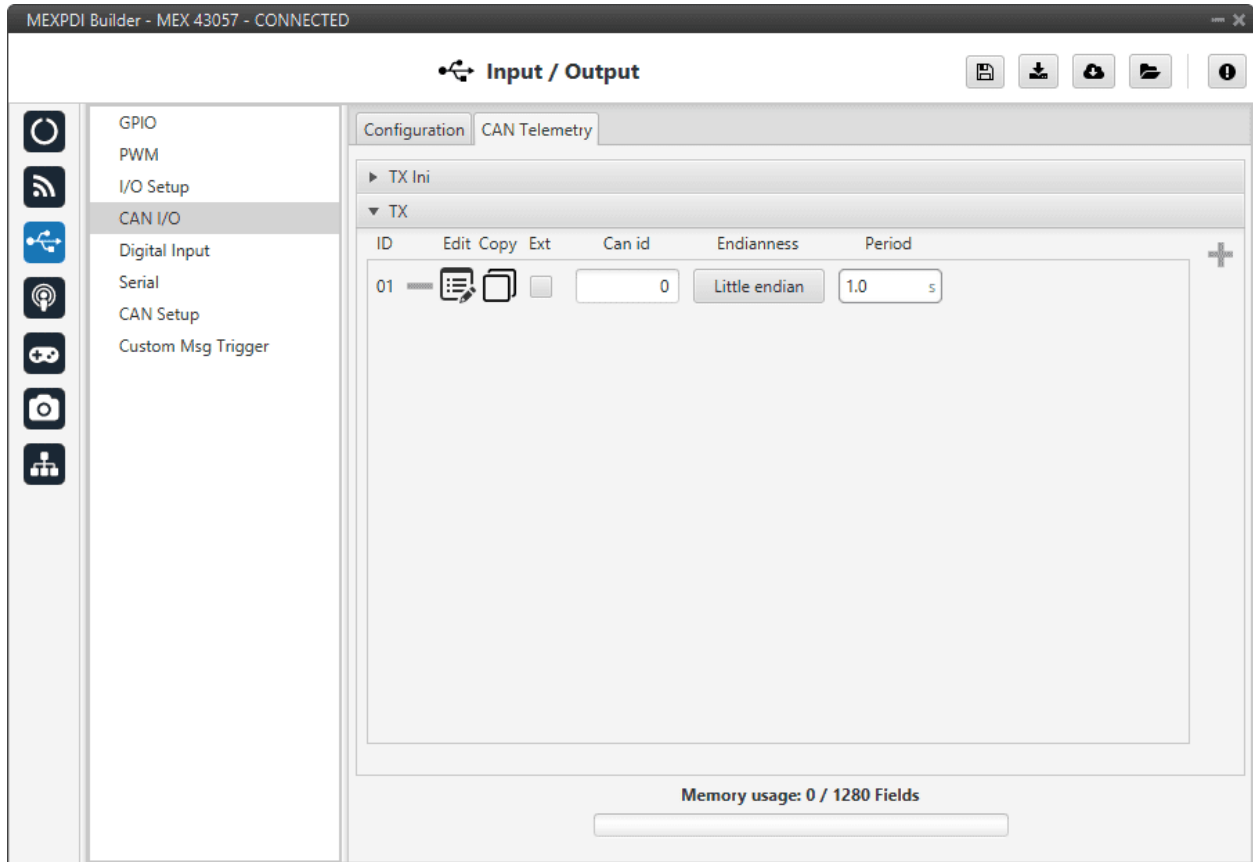 MEXPDI Builder - MEX 43057 - CONNECTED
Input / Output
GPIO
PWM
I/O Setup
CAN I/O
Digital Input
Serial
CAN Setup
Custom Msg Trigger
Configuration CAN Telemetry
TX Ini
TX
ID Edit Copy Ext Can id Endianness Period
01 0 Little endian 1.0 s
Memory usage: 0 / 1280 Fields